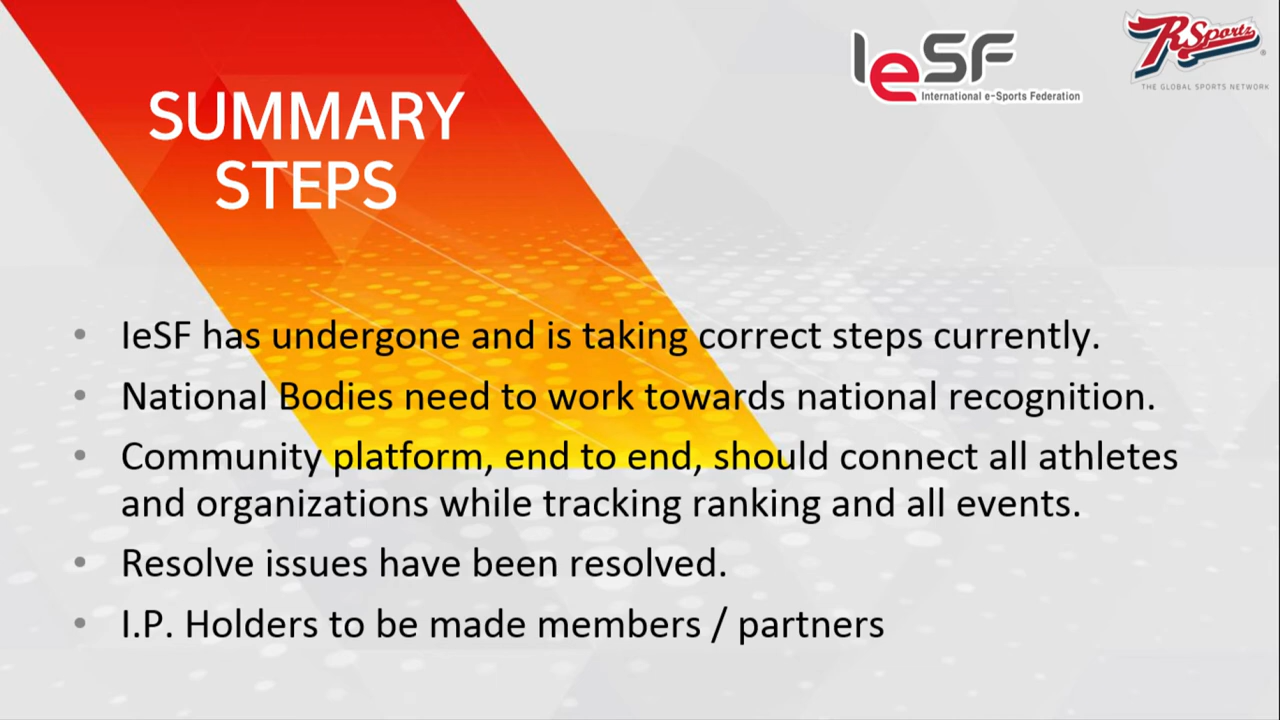 SUMMARY
STEPS
IeSF
International e-Sports Federation
RSportz
THE GLOBAL SPORTS NETWORK
• IeSF has undergone and is taking correct steps currently.
• National Bodies need to work towards national recognition.
• Community platform, end to end, should connect all athletes
and organizations while tracking ranking and all events.
• Resolve issues have been resolved.
• I.P. Holders to be made members / partners